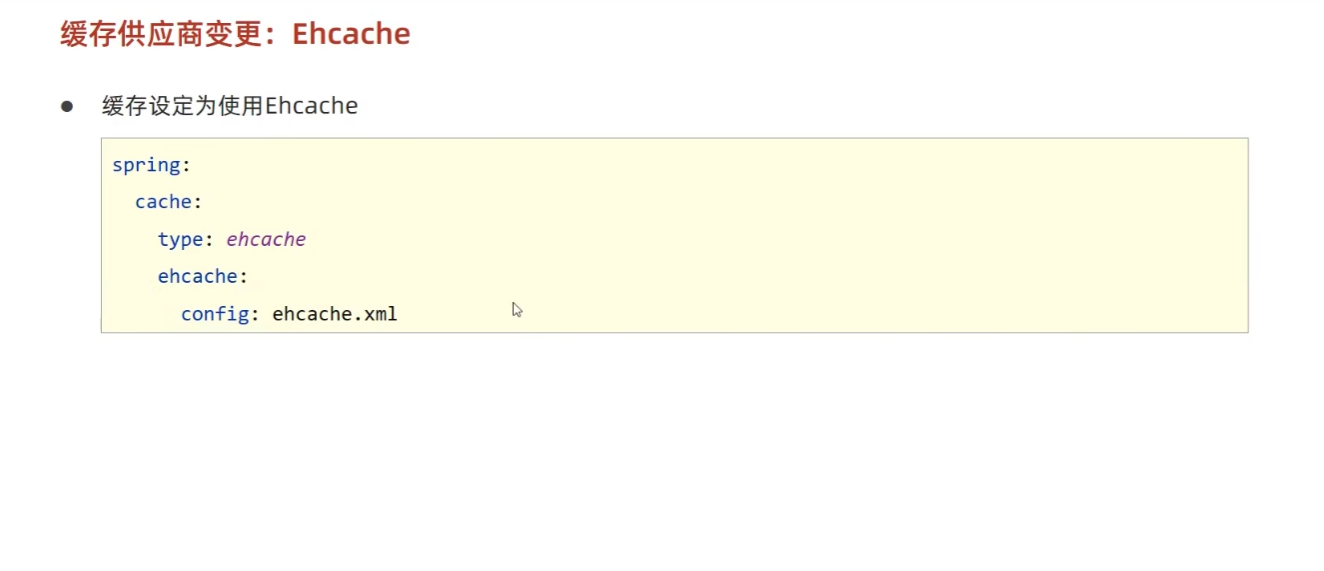 缓存供应商变更：Ehcache
● 缓存设定为使用Ehcache
spring:
  cache:
    type: ehcache
    ehcache:
      config: ehcache.xml